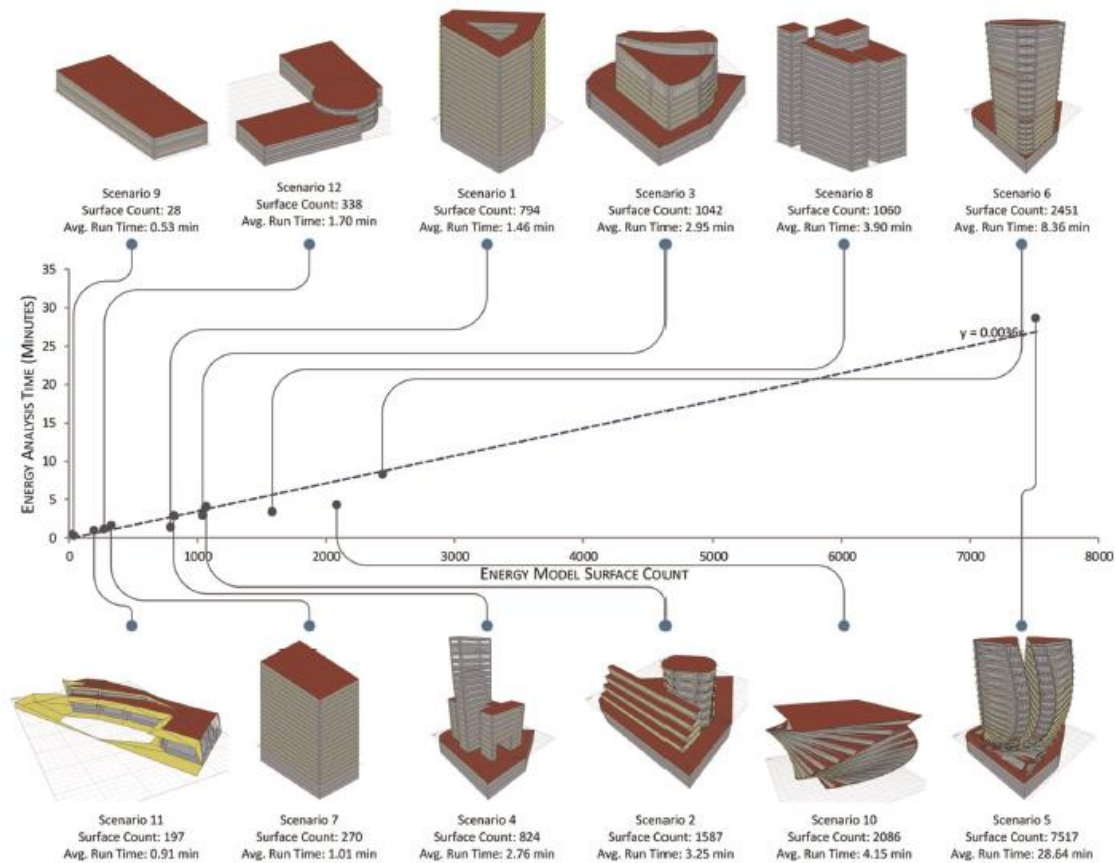 Scenario 9
Surface Count: 28
Avg. Run Time: 0.53 min
Scenario 12
Surface Count: 338
Avg. Run Time: 1.70 min
Scenario 1
Surface Count: 794
Avg. Run Time: 1.46 min
Scenario 3
Surface Count: 1042
Avg. Run Time: 2.95 min
Scenario 8
Surface Count: 1060
Avg. Run Time: 3.90 min
Scenario 6
Surface Count: 2451
Avg. Run Time: 8.36 min
ENERGY ANALYSIS TIME (MINUTES)
35
30
25
20
15
10
5
0
y = 0.0036x
0 1000 2000 3000 4000 5000 6000 7000 8000
ENERGY MODEL SURFACE COUNT
Scenario 11
Surface Count: 197
Avg. Run Time: 0.91 min
Scenario 7
Surface Count: 270
Avg. Run Time: 1.01 min
Scenario 4
Surface Count: 824
Avg. Run Time: 2.76 min
Scenario 2
Surface Count: 1587
Avg. Run Time: 3.25 min
Scenario 10
Surface Count: 2086
Avg. Run Time: 4.15 min
Scenario 5
Surface Count: 7517
Avg. Run Time: 28.64 min